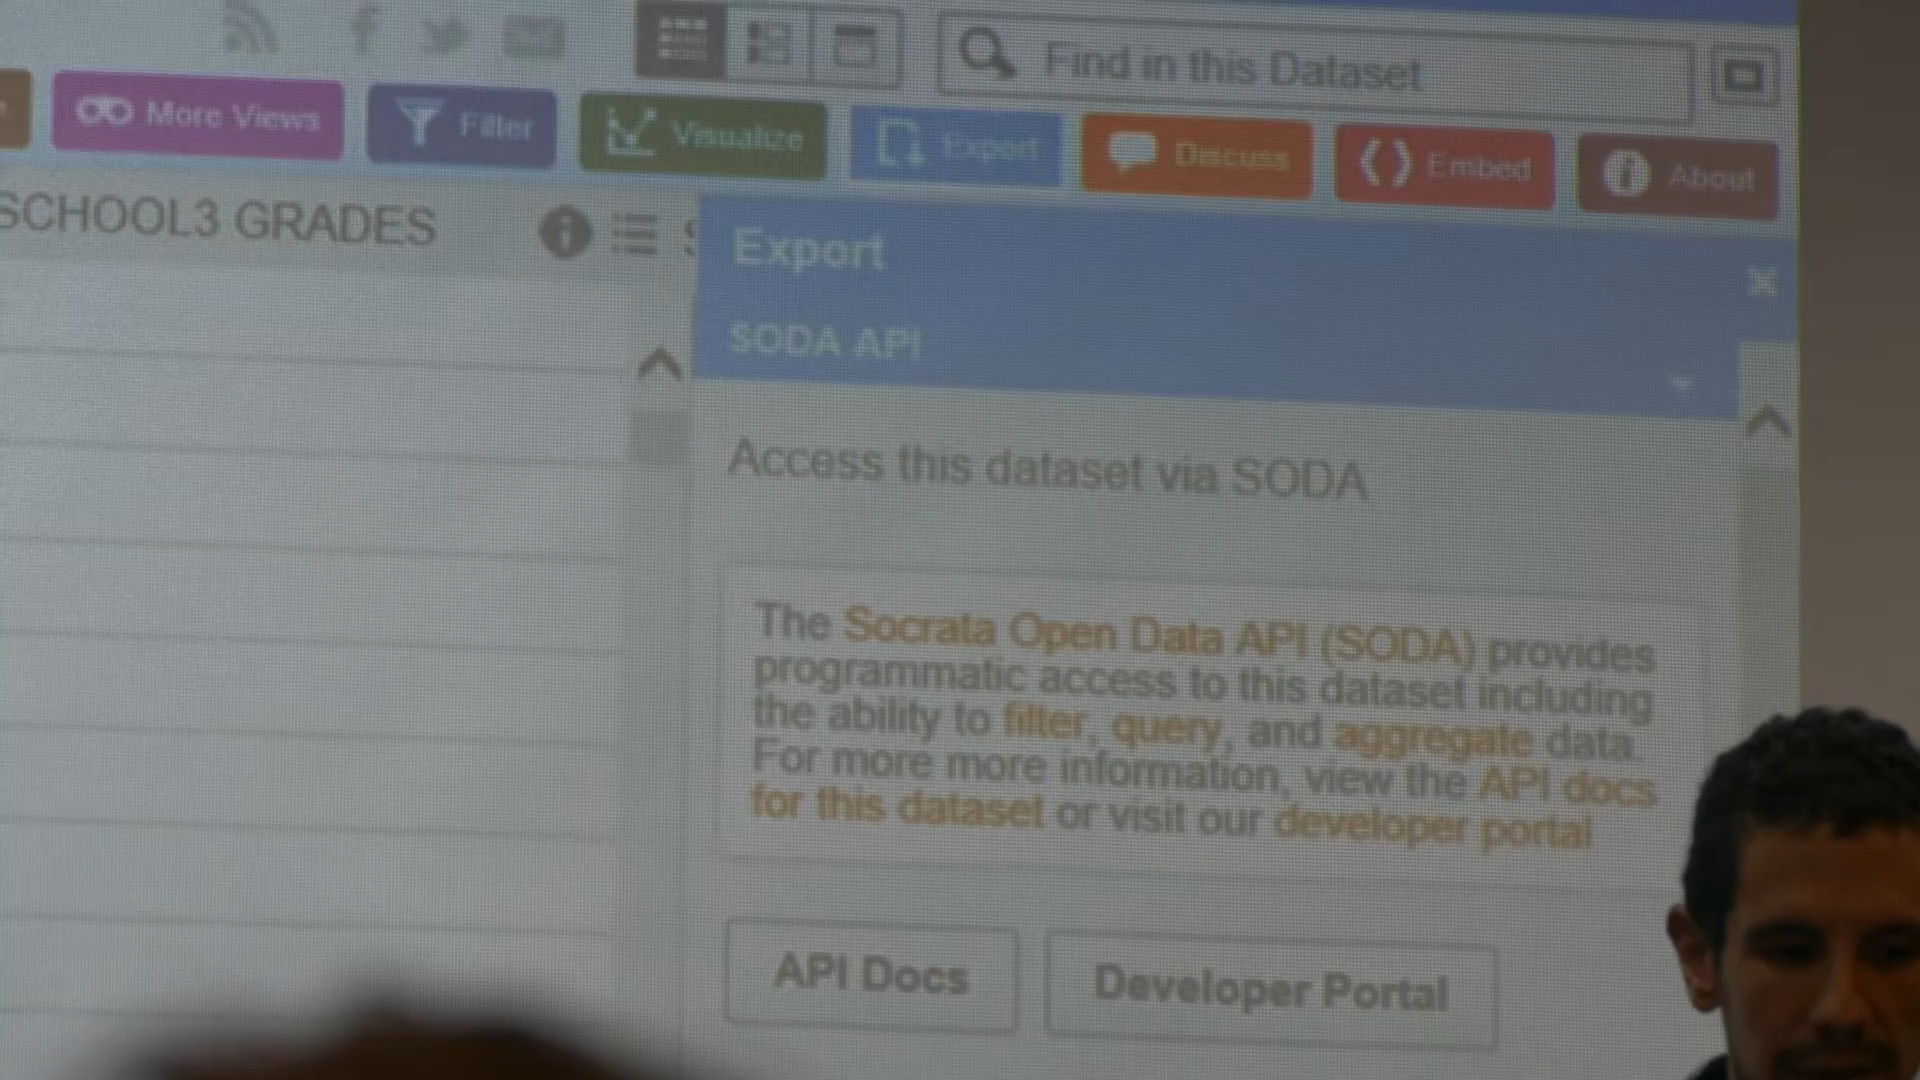 Find in this Dataset
More Views
Filter
Visualize
Export
Discuss
Embed
About
SCHOOL3 GRADES
Export
SODA API
Access this dataset via SODA
The Socrata Open Data API (SODA) provides
programmatic access to this dataset including
the ability to filter, query, and aggregate data.
For more more information, view the API docs
for this dataset or visit our developer portal
API Docs
Developer Portal